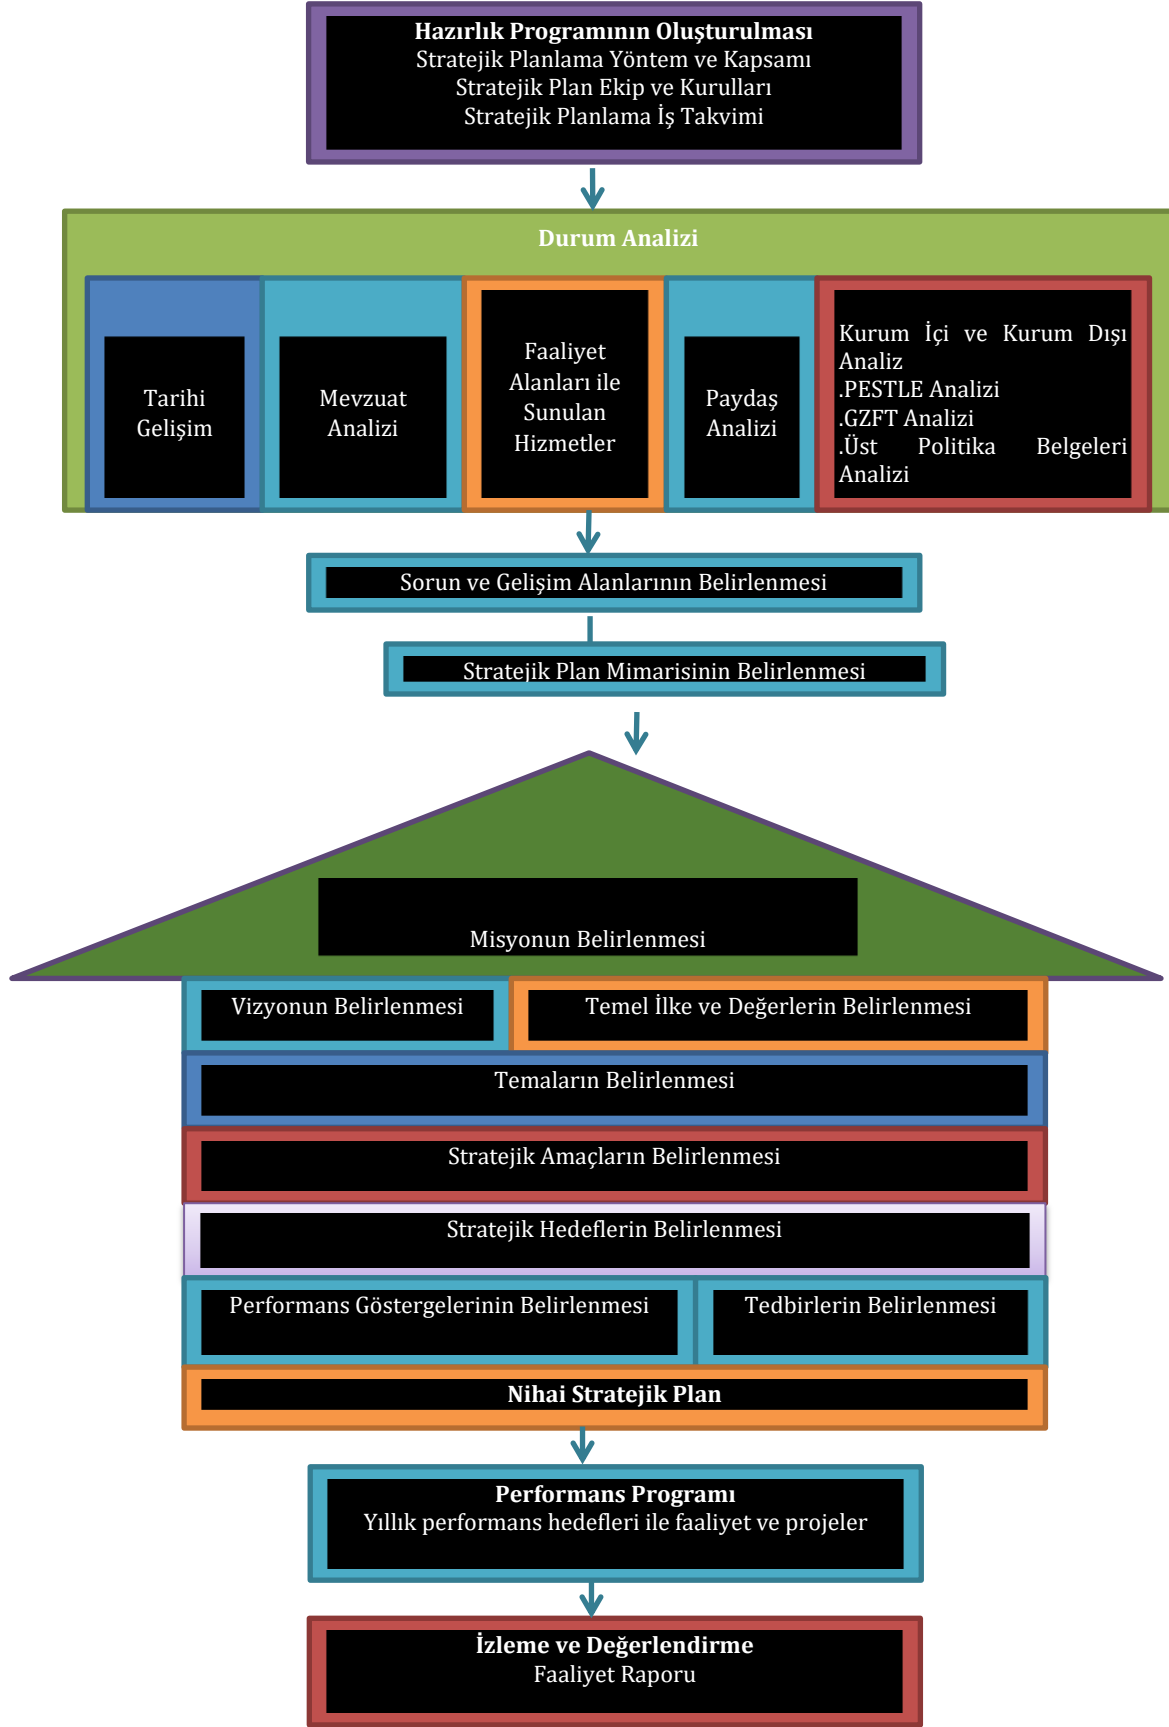 Hazırlık Programının Oluşturulması
Stratejik Planlama Yöntem ve Kapsamı
Stratejik Plan Ekip ve Kurulları
Stratejik Planlama İş Takvimi
Durum Analizi
Tarihi
Gelişim
Mevzuat
Analizi
Faaliyet
Alanları ile
Sunulan
Hizmetler
Paydaş
Analizi
Kurum İçi ve Kurum Dışı
Analiz
.PESTLE Analizi
.GZFT Analizi
.Üst Politika Belgeleri
Analizi
Sorun ve Gelişim Alanlarının Belirlenmesi
Stratejik Plan Mimarisinin Belirlenmesi
Misyonun Belirlenmesi
Vizyonun Belirlenmesi
Temel İlke ve Değerlerin Belirlenmesi
Temaların Belirlenmesi
Stratejik Amaçların Belirlenmesi
Stratejik Hedeflerin Belirlenmesi
Performans Göstergelerinin Belirlenmesi
Tedbirlerin Belirlenmesi
Nihai Stratejik Plan
Performans Programı
Yıllık performans hedefleri ile faaliyet ve projeler
İzleme ve Değerlendirme
Faaliyet Raporu